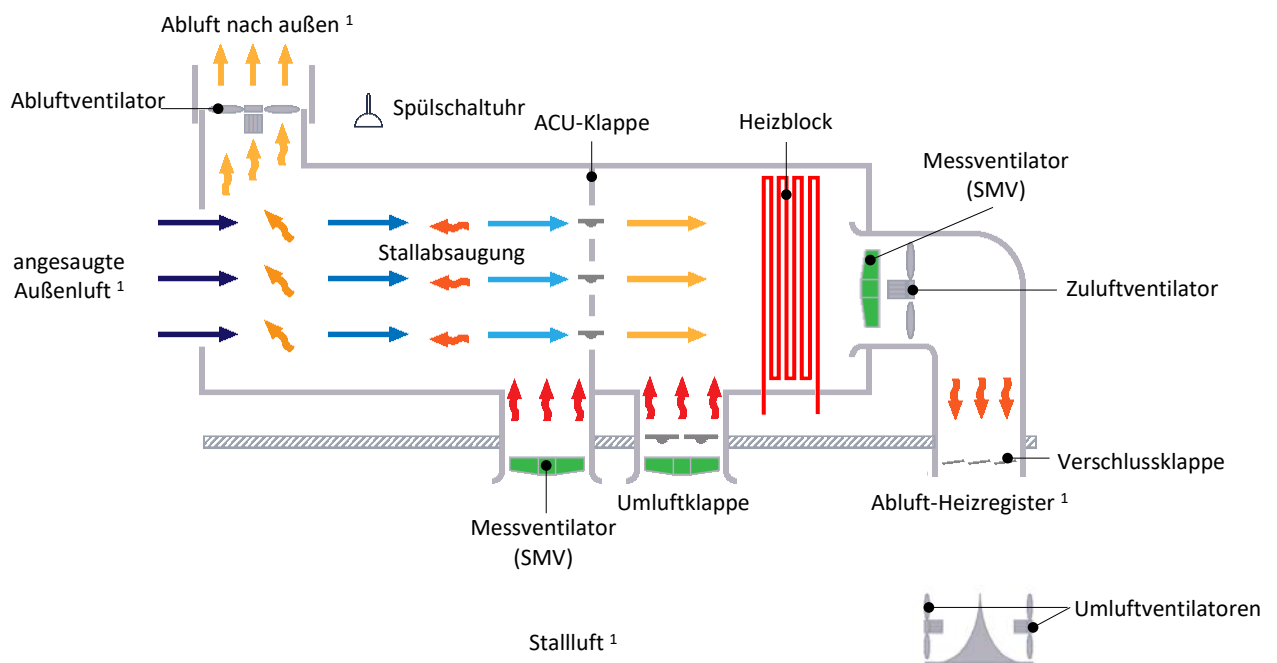 Abluft nach außen ¹
Abluftventilator
Spülschaltuhr
ACU-Klappe
Heizblock
Messventilator
(SMV)
angesaugte
Außenluft ¹
Stallabsaugung
Zuluftventilator
Verschlussklappe
Umluftklappe
Abluft-Heizregister ¹
Messventilator
(SMV)
Umluftventilatoren
Stallluft ¹